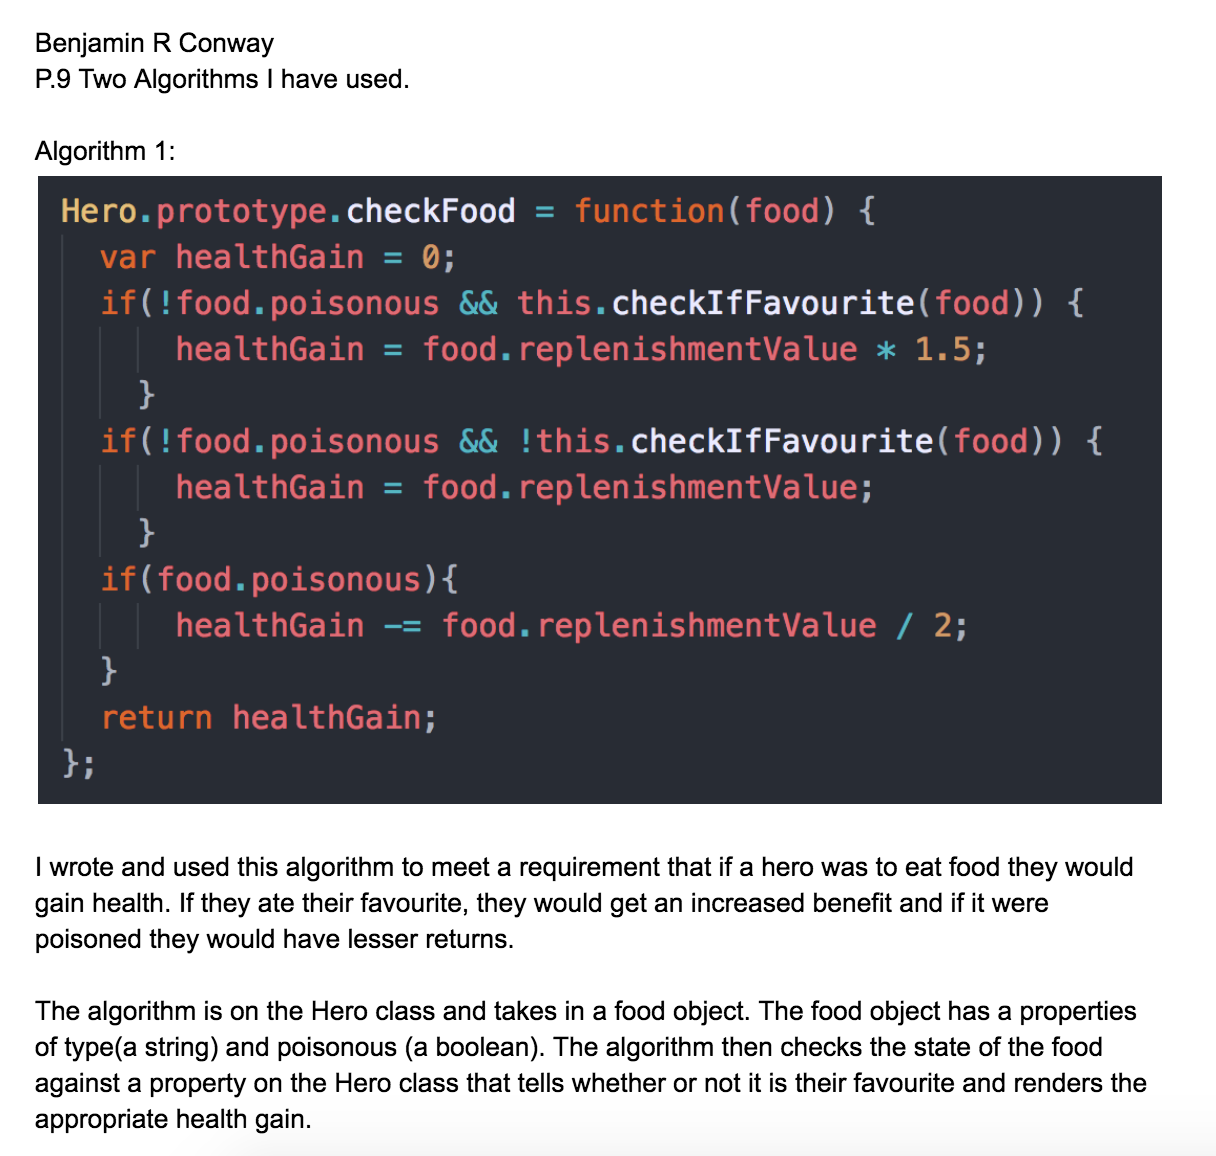 Benjamin R Conway
P.9 Two Algorithms I have used.
Algorithm 1:
Hero.prototype.checkFood = function(food) {
  var healthGain = 0;
  if(!food.poisonous && this.checkIfFavourite(food)) {
      healthGain = food.replenishmentValue * 1.5;
    }
  if(!food.poisonous && !this.checkIfFavourite(food)) {
      healthGain = food.replenishmentValue;
    }
  if(food.poisonous){
      healthGain -= food.replenishmentValue / 2;
  }
  return healthGain;
};
I wrote and used this algorithm to meet a requirement that if a hero was to eat food they would
gain health. If they ate their favourite, they would get an increased benefit and if it were
poisoned they would have lesser returns.
The algorithm is on the Hero class and takes in a food object. The food object has a properties
of type(a string) and poisonous (a boolean). The algorithm then checks the state of the food
against a property on the Hero class that tells whether or not it is their favourite and renders the
appropriate health gain.